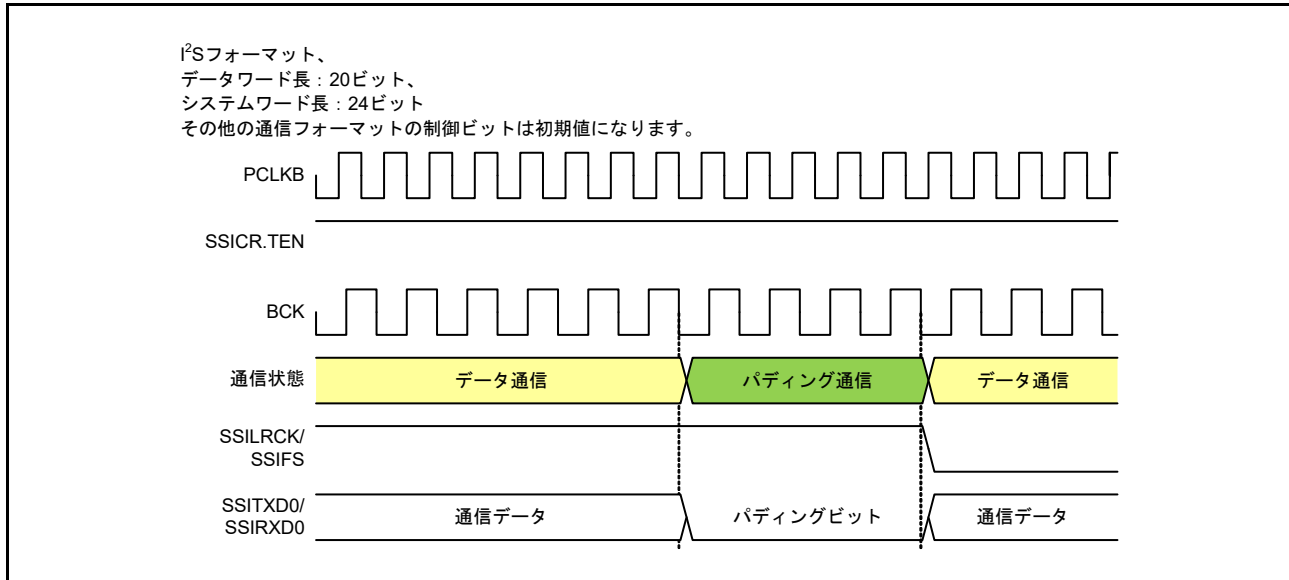 I²Sフォーマット、
データワード長：20ビット、
システムワード長：24ビット
その他の通信フォーマットの制御ビットは初期値になります。
PCLKB
SSICR.TEN
BCK
通信状態
データ通信
パディング通信
データ通信
SSILRCK/
SSIFS
SSITXD0/
SSIRXD0
通信データ
パディングビット
通信データ